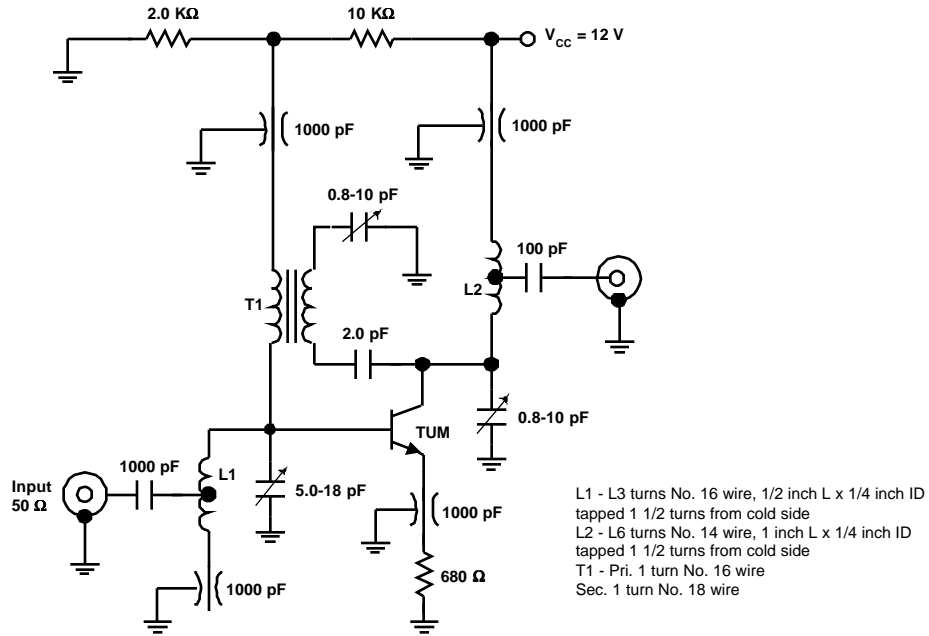 2.0 KΩ
10 KΩ
VCC = 12 V
1000 pF
1000 pF
0.8-10 pF
100 pF
T1
L2
2.0 pF
0.8-10 pF
TUM
1000 pF
L1
Input
50 Ω
5.0-18 pF
1000 pF
1000 pF
680 Ω
L1 - L3 turns No. 16 wire, 1/2 inch L x 1/4 inch ID
tapped 1 1/2 turns from cold side
L2 - L6 turns No. 14 wire, 1 inch L x 1/4 inch ID
tapped 1 1/2 turns from cold side
T1 - Pri. 1 turn No. 16 wire
Sec. 1 turn No. 18 wire